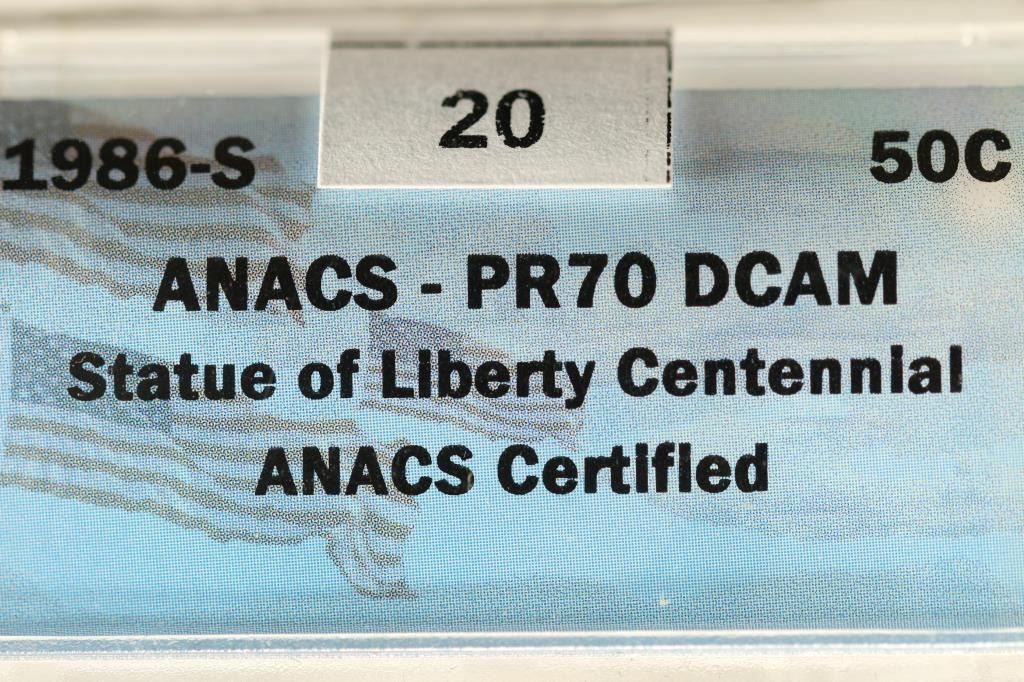 20
1986-S 50C
ANACS - PR70 DCAM
Statue of Liberty Centennial
ANACS Certified